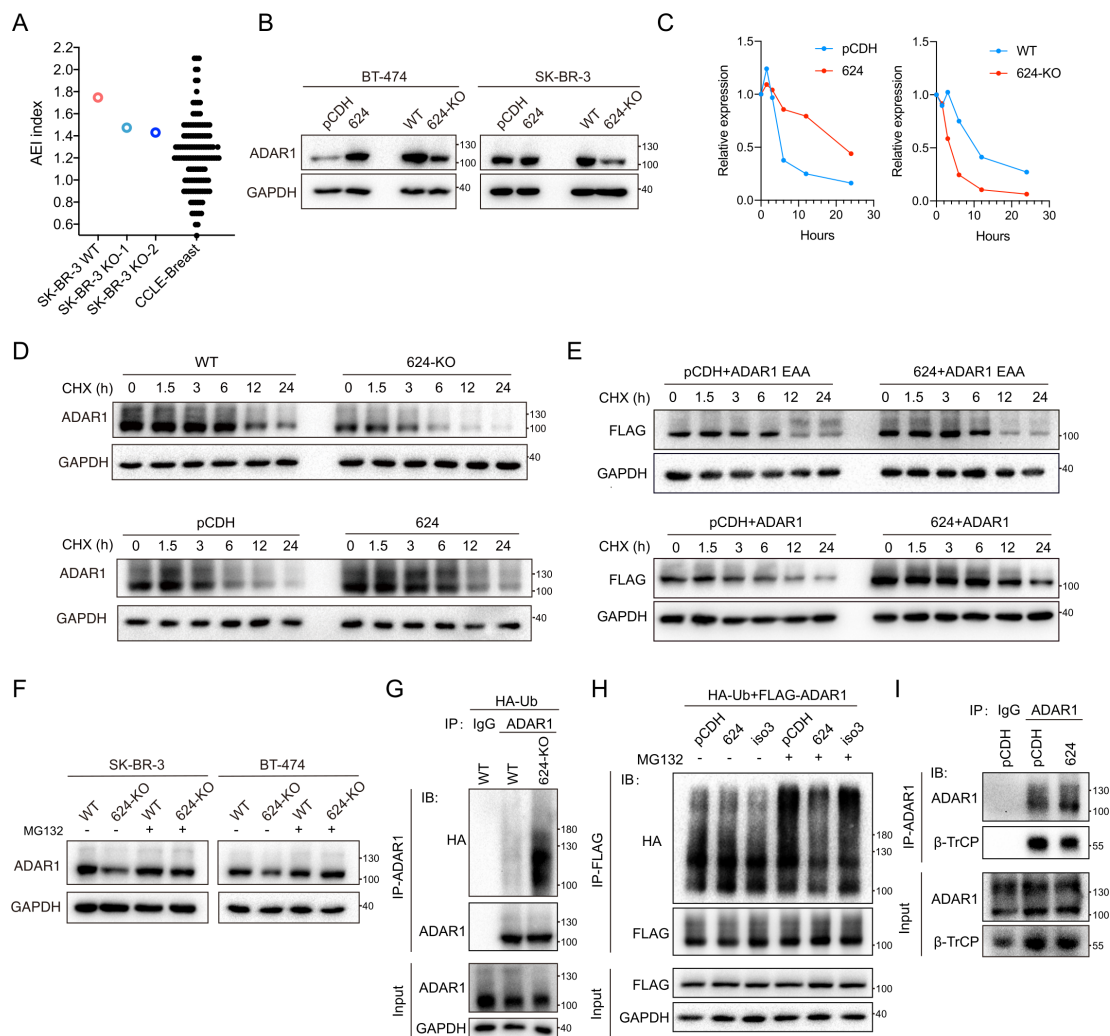 A
AEI index
2.2
2.0
1.8
1.6
1.4
1.2
1.0
0.8
0.6
SK-BR-3 WT
SK-BR-3 KO-1
SK-BR-3 KO-2
CCLE-Breast
B
BT-474 SK-BR-3
pCDH 624 WT 624-KO pCDH 624 WT 624-KO
ADAR1 130 130
100 100
GAPDH 40 40
C
Relative expression
1.5
1.0
0.5
0.0
0 10 20 30
Hours
pCDH
624
Relative expression
1.5
1.0
0.5
0.0
0 10 20 30
Hours
WT
624-KO
D
WT 624-KO
CHX (h) 0 1.5 3 6 12 24 0 1.5 3 6 12 24
ADAR1 130
100
GAPDH 40
pCDH 624
CHX (h) 0 1.5 3 6 12 24 0 1.5 3 6 12 24
ADAR1 130
100
GAPDH 40
E
pCDH+ADAR1 EAA 624+ADAR1 EAA
CHX (h) 0 1.5 3 6 12 24 0 1.5 3 6 12 24
FLAG 100
GAPDH 40
pCDH+ADAR1 624+ADAR1
CHX (h) 0 1.5 3 6 12 24 0 1.5 3 6 12 24
FLAG 100
GAPDH 40
F
SK-BR-3 BT-474
WT 624-KO WT 624-KO WT 624-KO WT 624-KO
MG132 - - + + - - + +
ADAR1 130 130
100 100
GAPDH 40 40
G
HA-Ub
IP: IgG ADAR1
WT WT 624-KO
IB:
IP-ADAR1
HA 180
130
100
ADAR1 130
100
Input
ADAR1 130
100
GAPDH 40
H
HA-Ub+FLAG-ADAR1
pCDH 624 iso3 pCDH 624 iso3
MG132 - - - + + +
IB:
IP-FLAG
HA 180
130
100
FLAG 100
Input
FLAG 100
GAPDH 40
I
IP: IgG ADAR1
pCDH pCDH 624
IB:
IP-ADAR1
ADAR1 130
100
β-TrCP 55
Input
ADAR1 130
100
β-TrCP 55